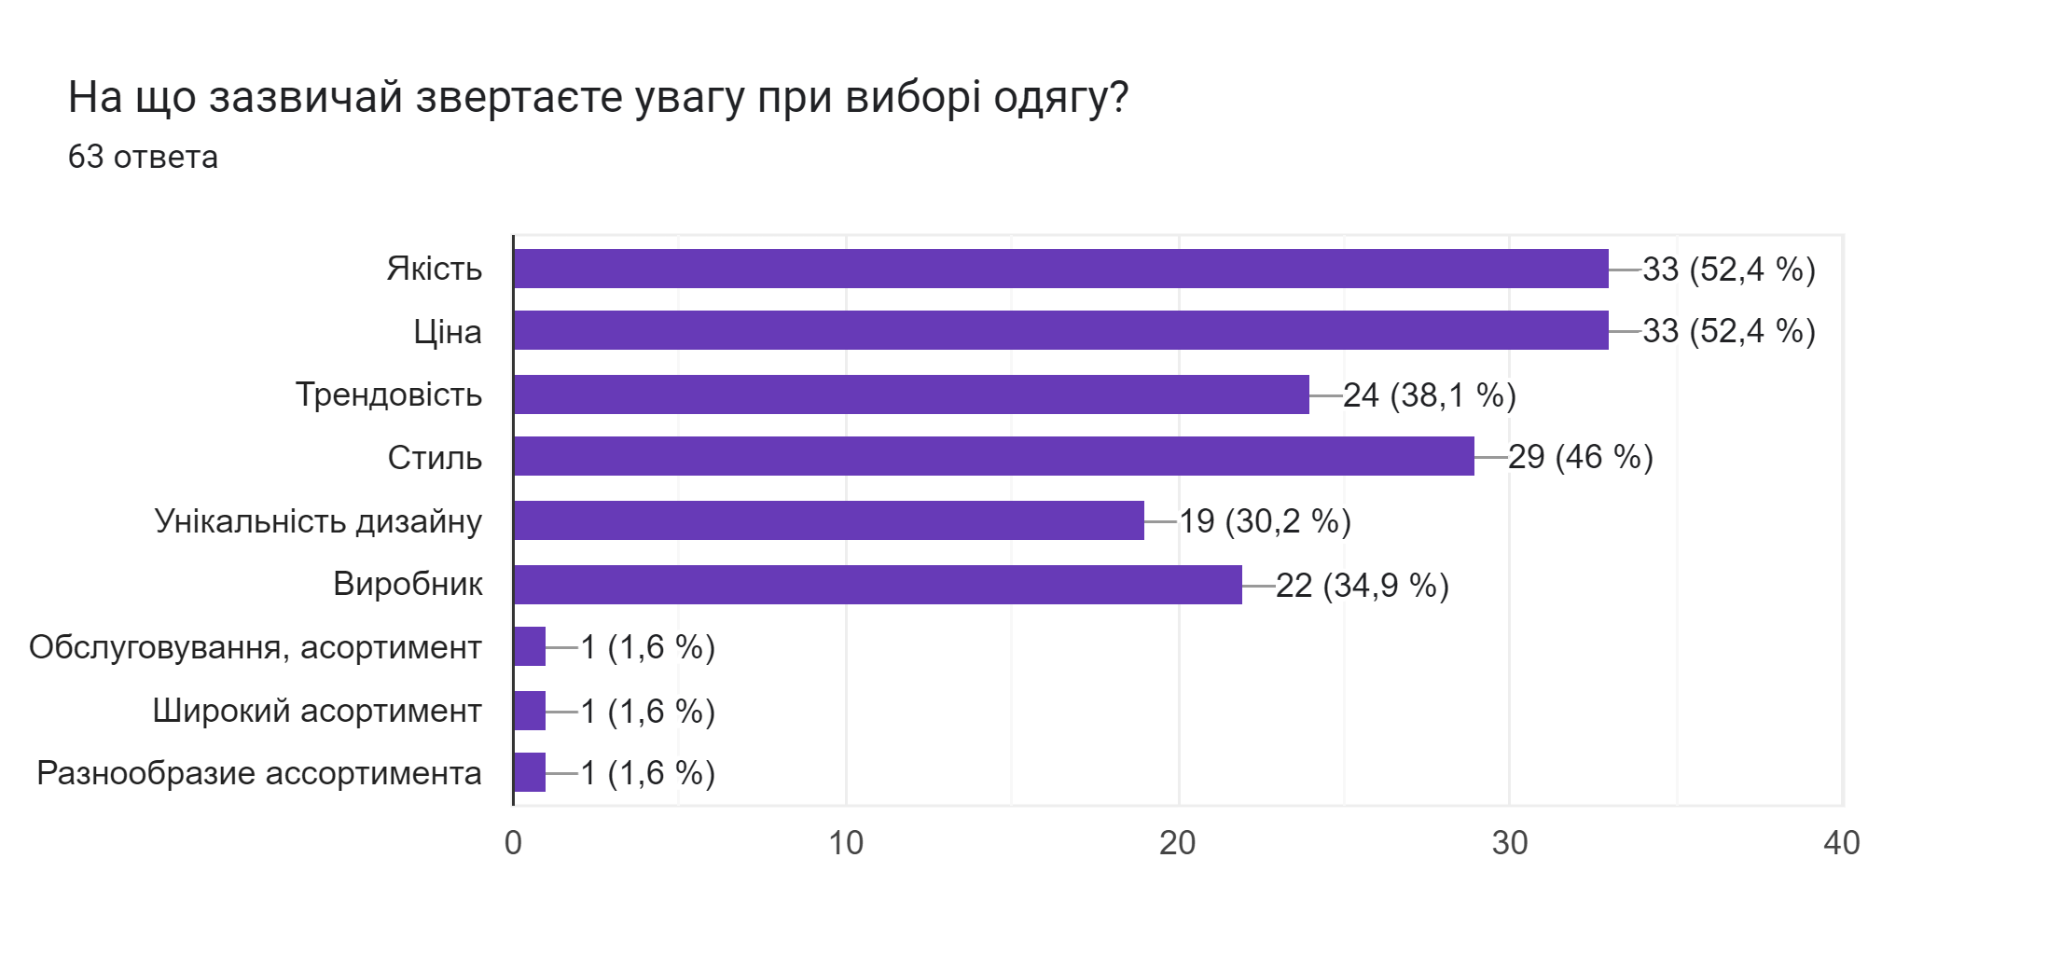 На що зазвичай звертаєте увагу при виборі одягу?
63 ответа
Якість 33 (52,4 %)
Ціна 33 (52,4 %)
Трендовість 24 (38,1 %)
Стиль 29 (46 %)
Унікальність дизайну 19 (30,2 %)
Виробник 22 (34,9 %)
Обслуговування, асортимент 1 (1,6 %)
Широкий асортимент 1 (1,6 %)
Разнообразие ассортимента 1 (1,6 %)
0 10 20 30 40